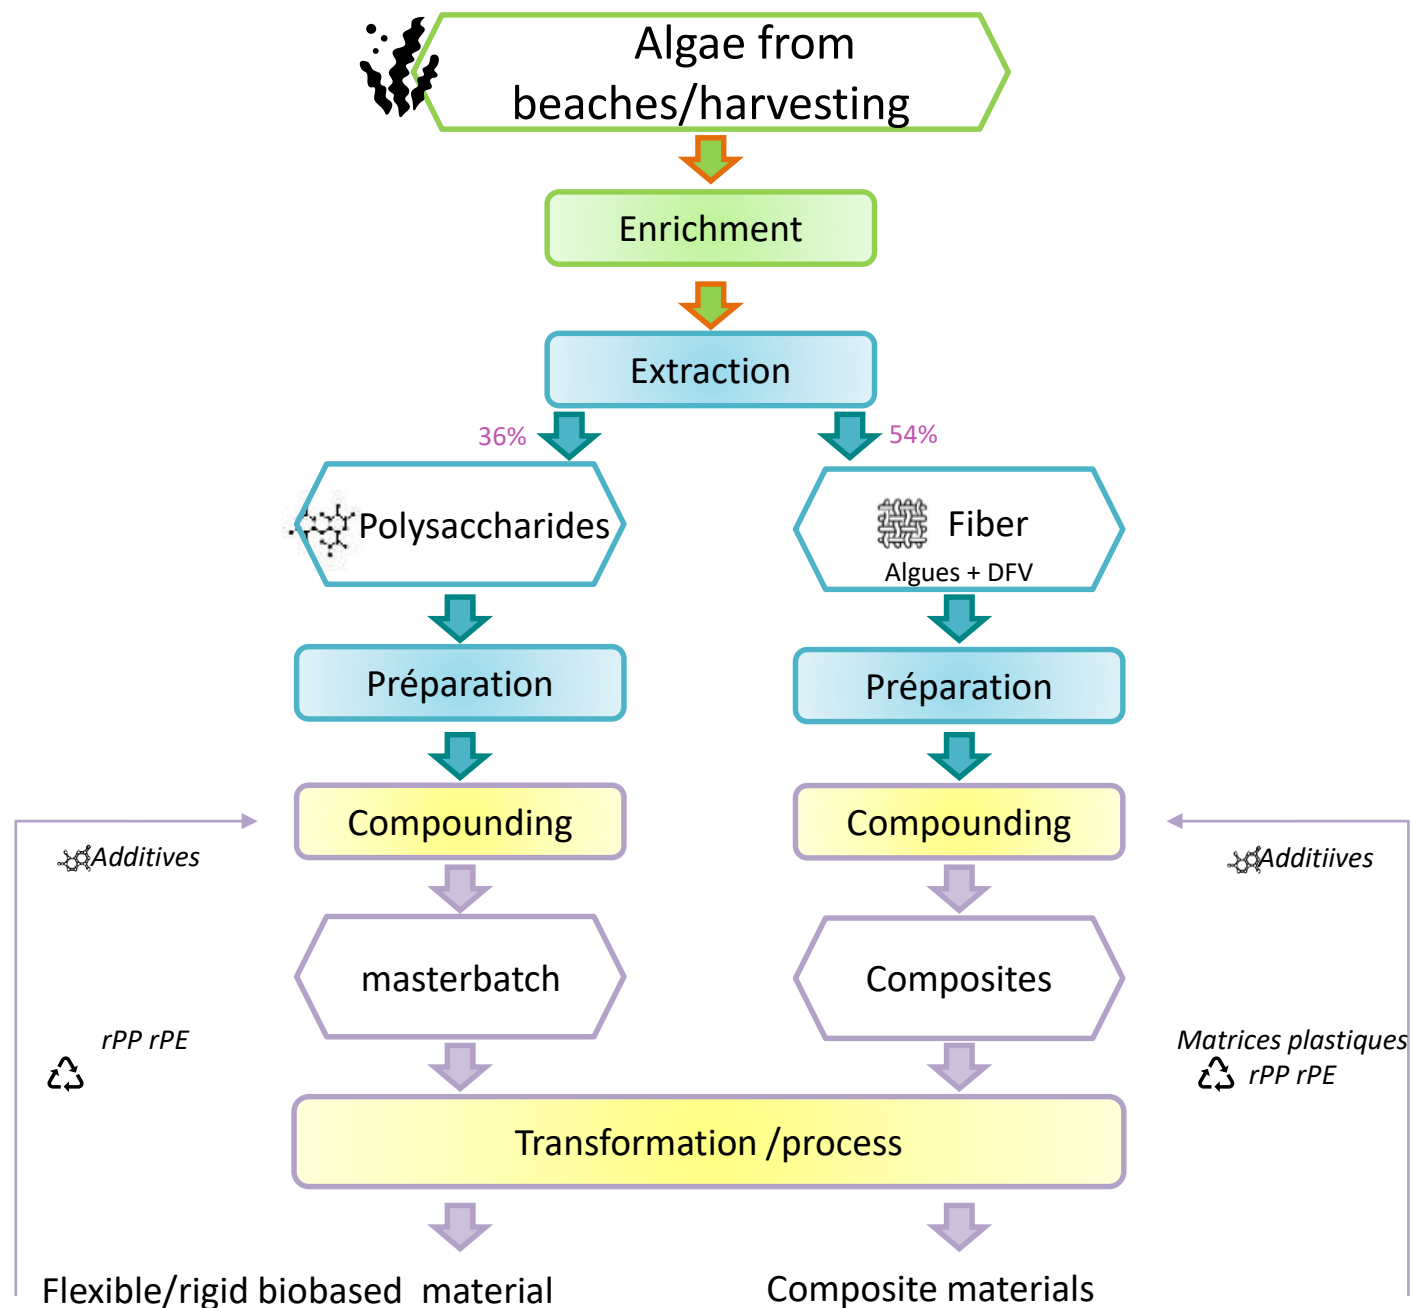 Algae from
beaches/harvesting
Enrichment
Extraction
36%
54%
Polysaccharides
Fiber
Algues + DFV
Préparation
Préparation
Compounding
Compounding
Additives
Additiives
masterbatch
Composites
rPP rPE
Matrices plastiques
rPP rPE
Transformation /process
Flexible/rigid biobased material
Composite materials